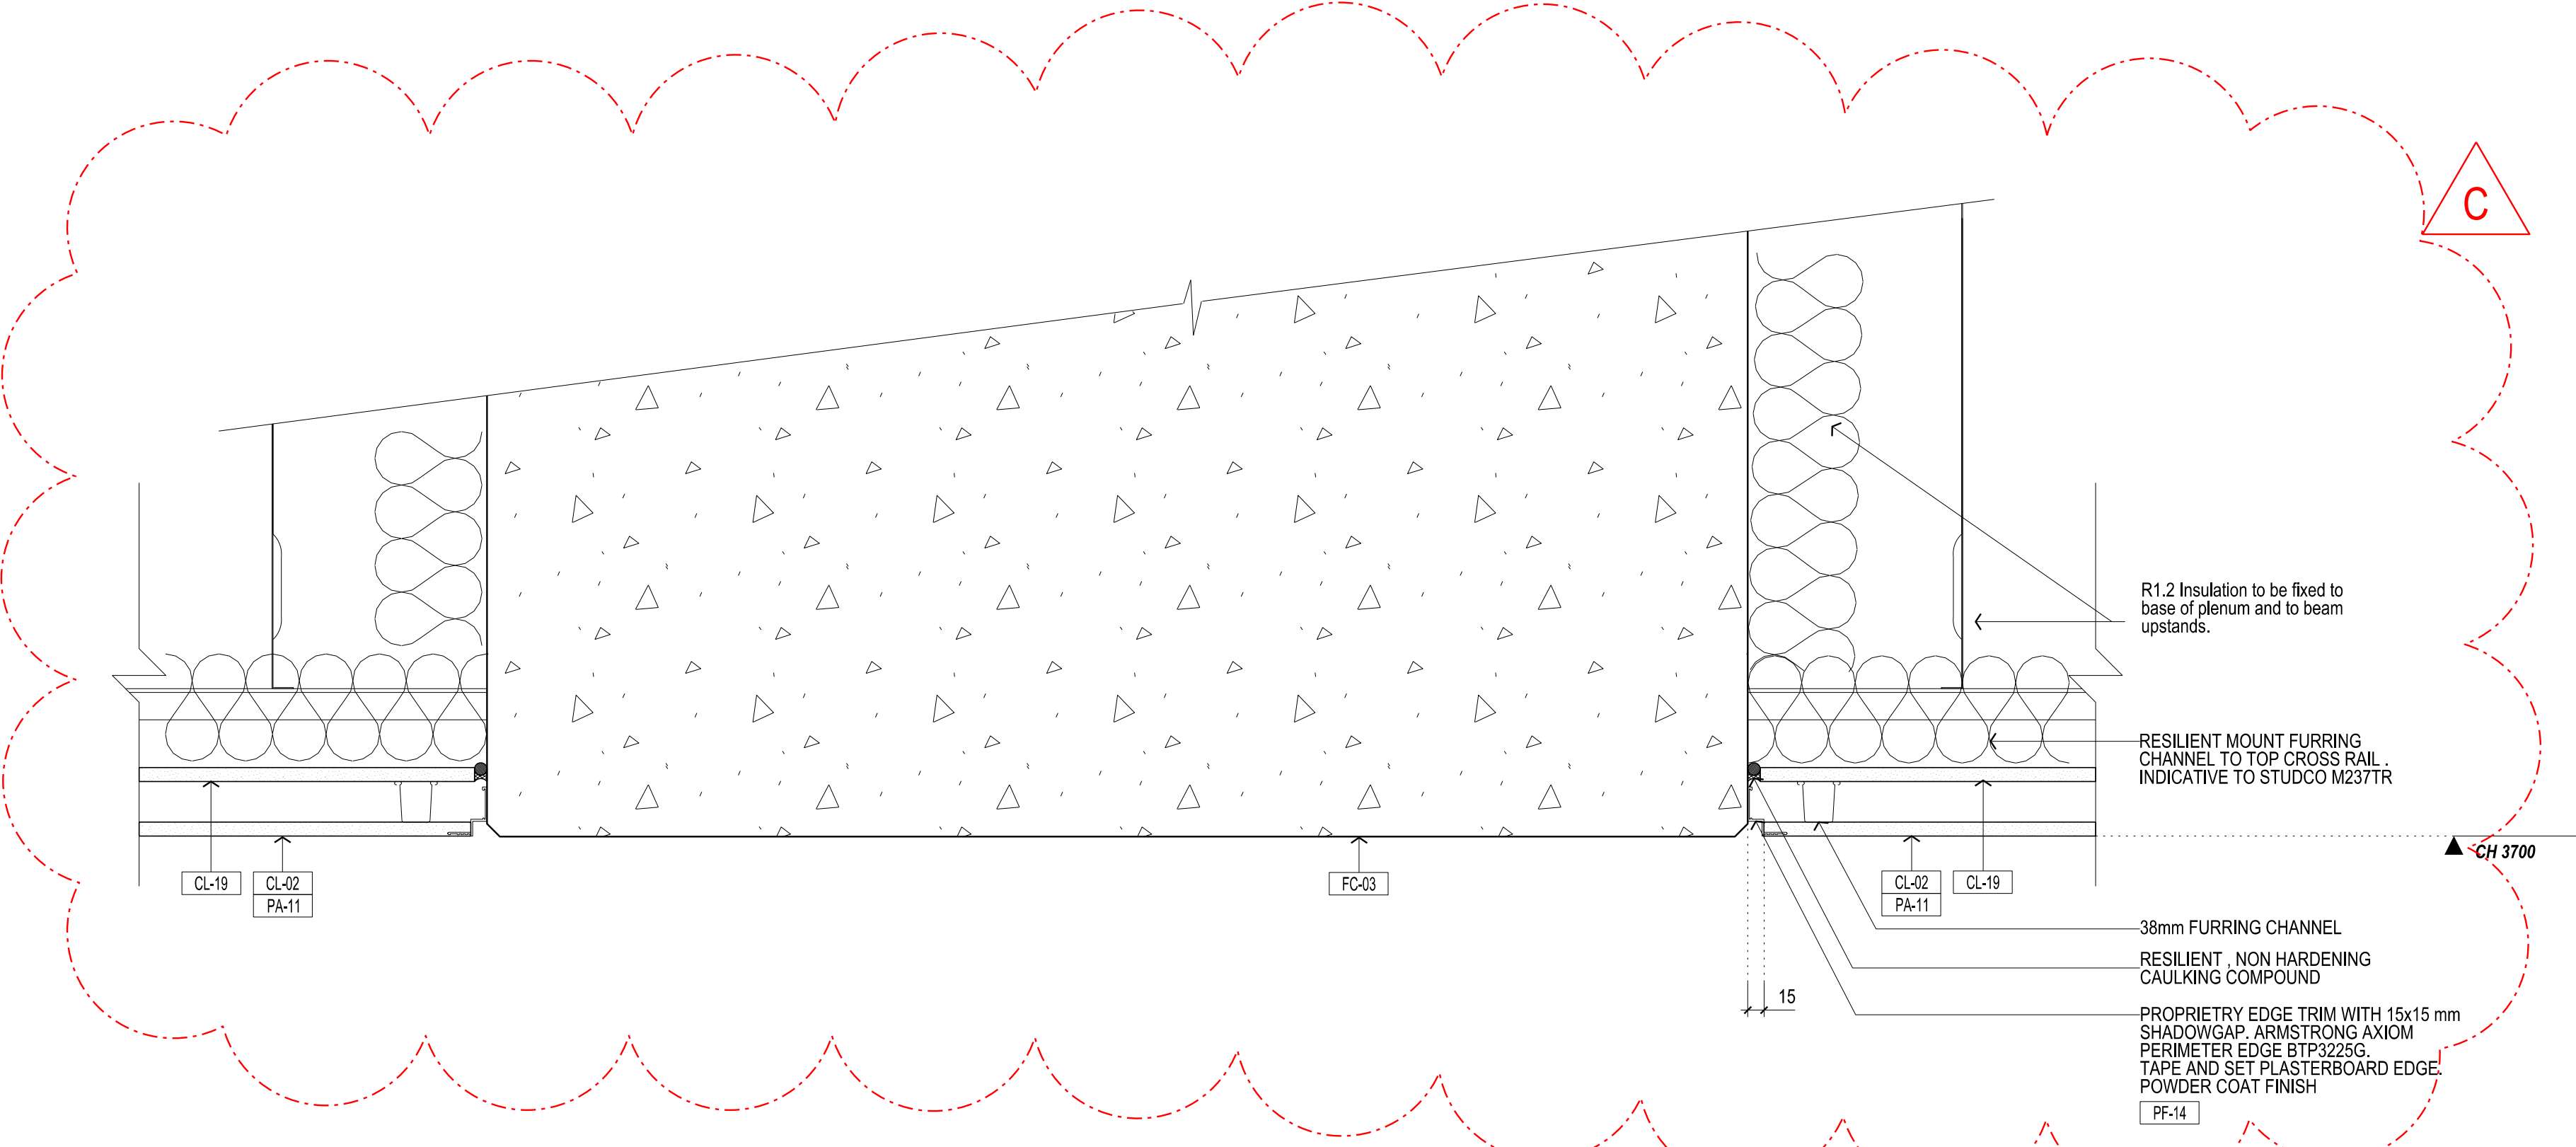 C
R1.2 Insulation to be fixed to
base of plenum and to beam
upstands.
RESILIENT MOUNT FURRING
CHANNEL TO TOP CROSS RAIL .
INDICATIVE TO STUDCO M237TR
CH 3700
CL-19
CL-02
PA-11
FC-03
CL-02
PA-11
CL-19
38mm FURRING CHANNEL
RESILIENT , NON HARDENING
CAULKING COMPOUND
15
PROPRIETRY EDGE TRIM WITH 15x15 mm
SHADOWGAP. ARMSTRONG AXIOM
PERIMETER EDGE BTP3225G.
TAPE AND SET PLASTERBOARD EDGE.
POWDER COAT FINISH
PF-14